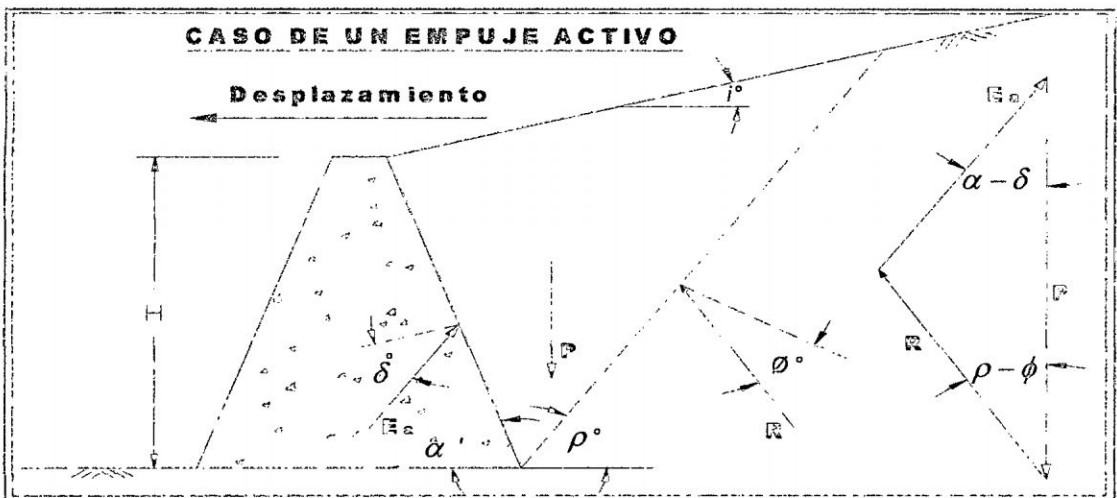 CASO DE UN EMPUJE ACTIVO
Desplazamiento
i°
Ea
α - δ
H
P
P
δ°
R
ρ - φ
ø°
Ea
R
α
ρ°